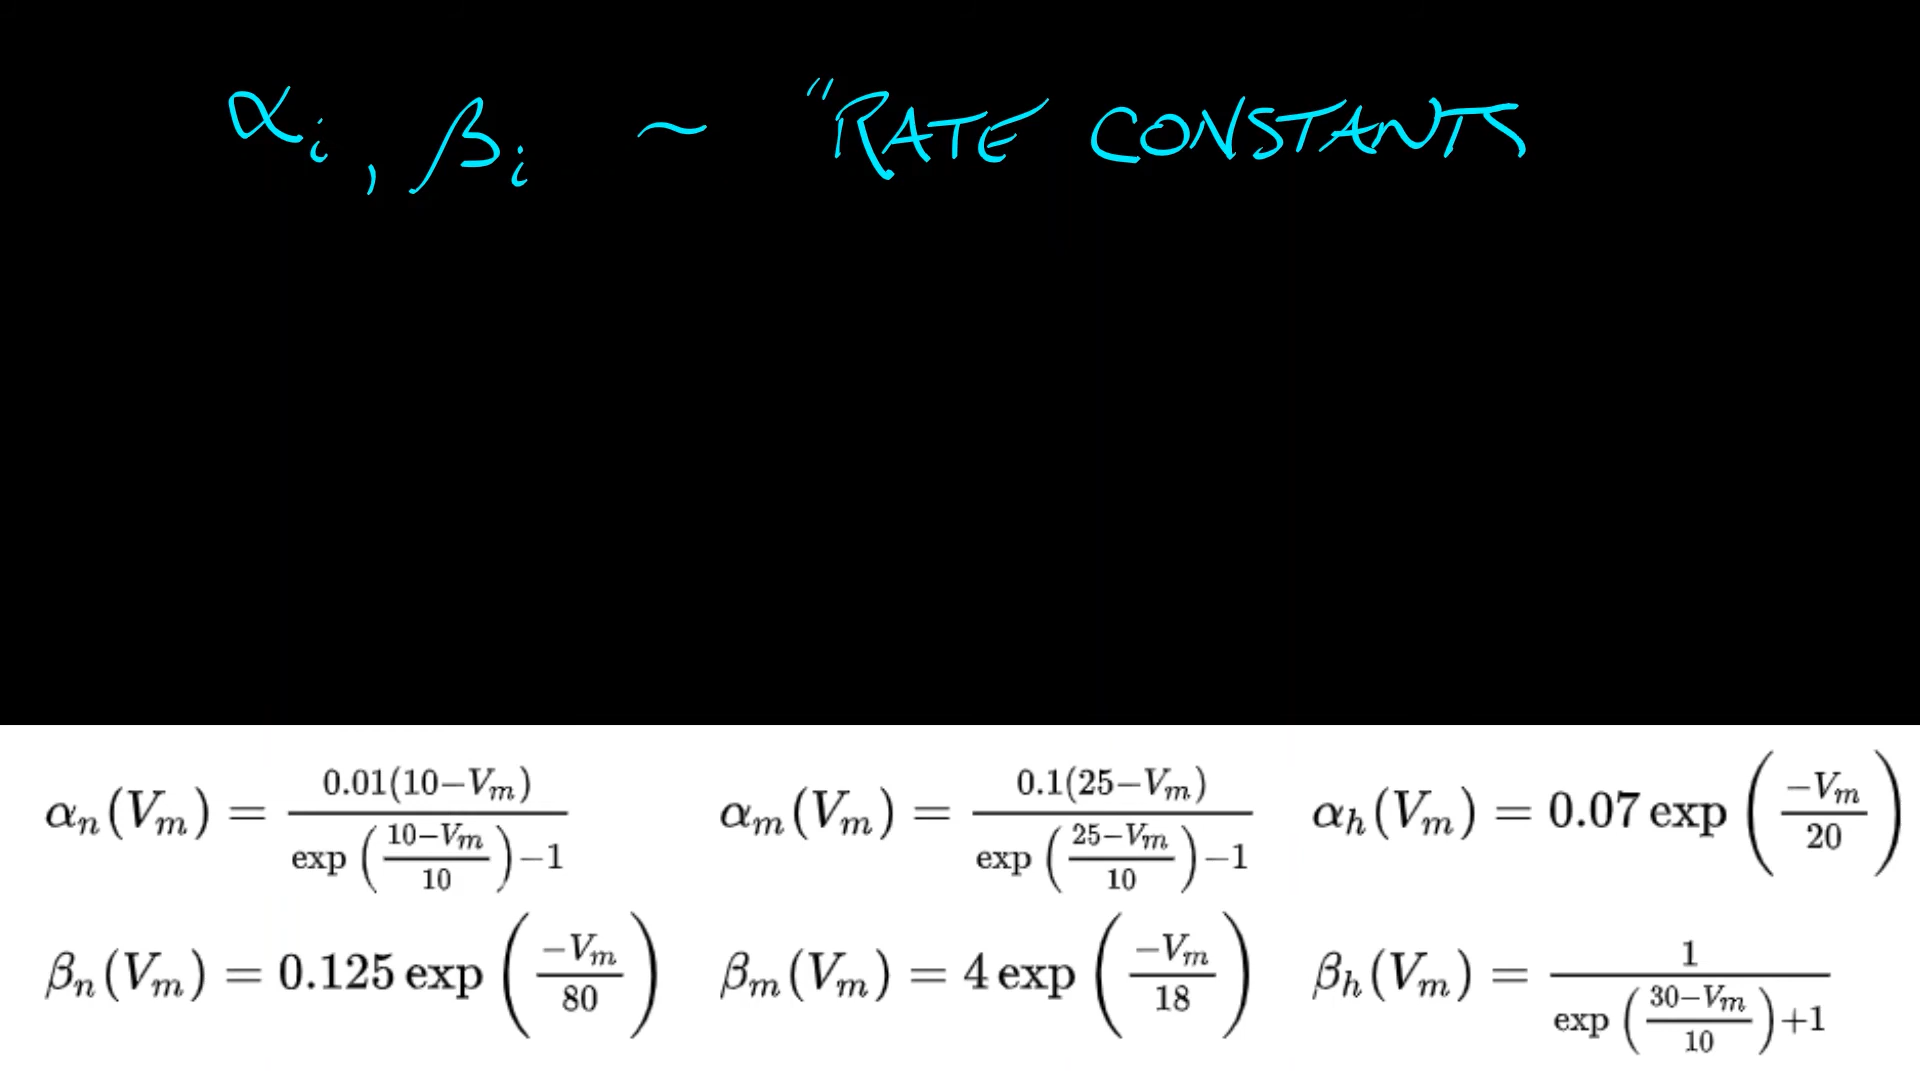 αᵢ, βᵢ ~ "RATE CONSTANTS
αₙ(Vₘ) = 0.01(10−Vₘ) / (exp((10−Vₘ)/10)−1)   αₘ(Vₘ) = 0.1(25−Vₘ) / (exp((25−Vₘ)/10)−1)   αₕ(Vₘ) = 0.07 exp(−Vₘ/20)
βₙ(Vₘ) = 0.125 exp(−Vₘ/80)   βₘ(Vₘ) = 4 exp(−Vₘ/18)   βₕ(Vₘ) = 1 / (exp((30−Vₘ)/10)+1)